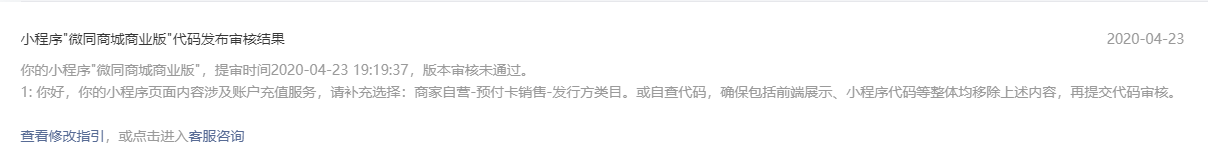 小程序"微同商城商业版"代码发布审核结果
2020-04-23
你的小程序"微同商城商业版"，提审时间2020-04-23 19:19:37，版本审核未通过。
1: 你好，你的小程序页面内容涉及账户充值服务，请补充选择：商家自营-预付卡销售-发行方类目。或自查代码，确保包括前端展示、小程序代码等整体均移除上述内容，再提交代码审核。
查看修改指引，或点击进入客服咨询